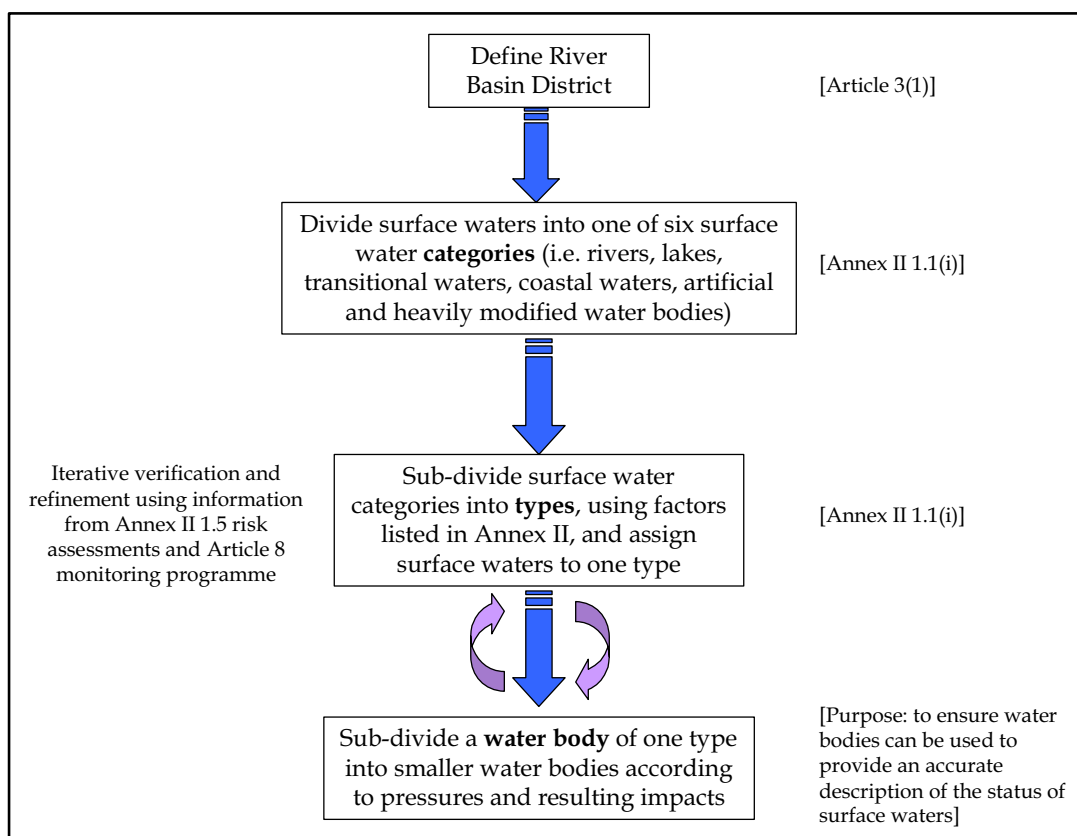 Define River
Basin District
[Article 3(1)]
Divide surface waters into one of six surface
water categories (i.e. rivers, lakes,
transitional waters, coastal waters, artificial
and heavily modified water bodies)
[Annex II 1.1(i)]
Iterative verification and
refinement using information
from Annex II 1.5 risk
assessments and Article 8
monitoring programme
Sub-divide surface water
categories into types, using factors
listed in Annex II, and assign
surface waters to one type
[Annex II 1.1(i)]
Sub-divide a water body of one type
into smaller water bodies according
to pressures and resulting impacts
[Purpose: to ensure water
bodies can be used to
provide an accurate
description of the status of
surface waters]